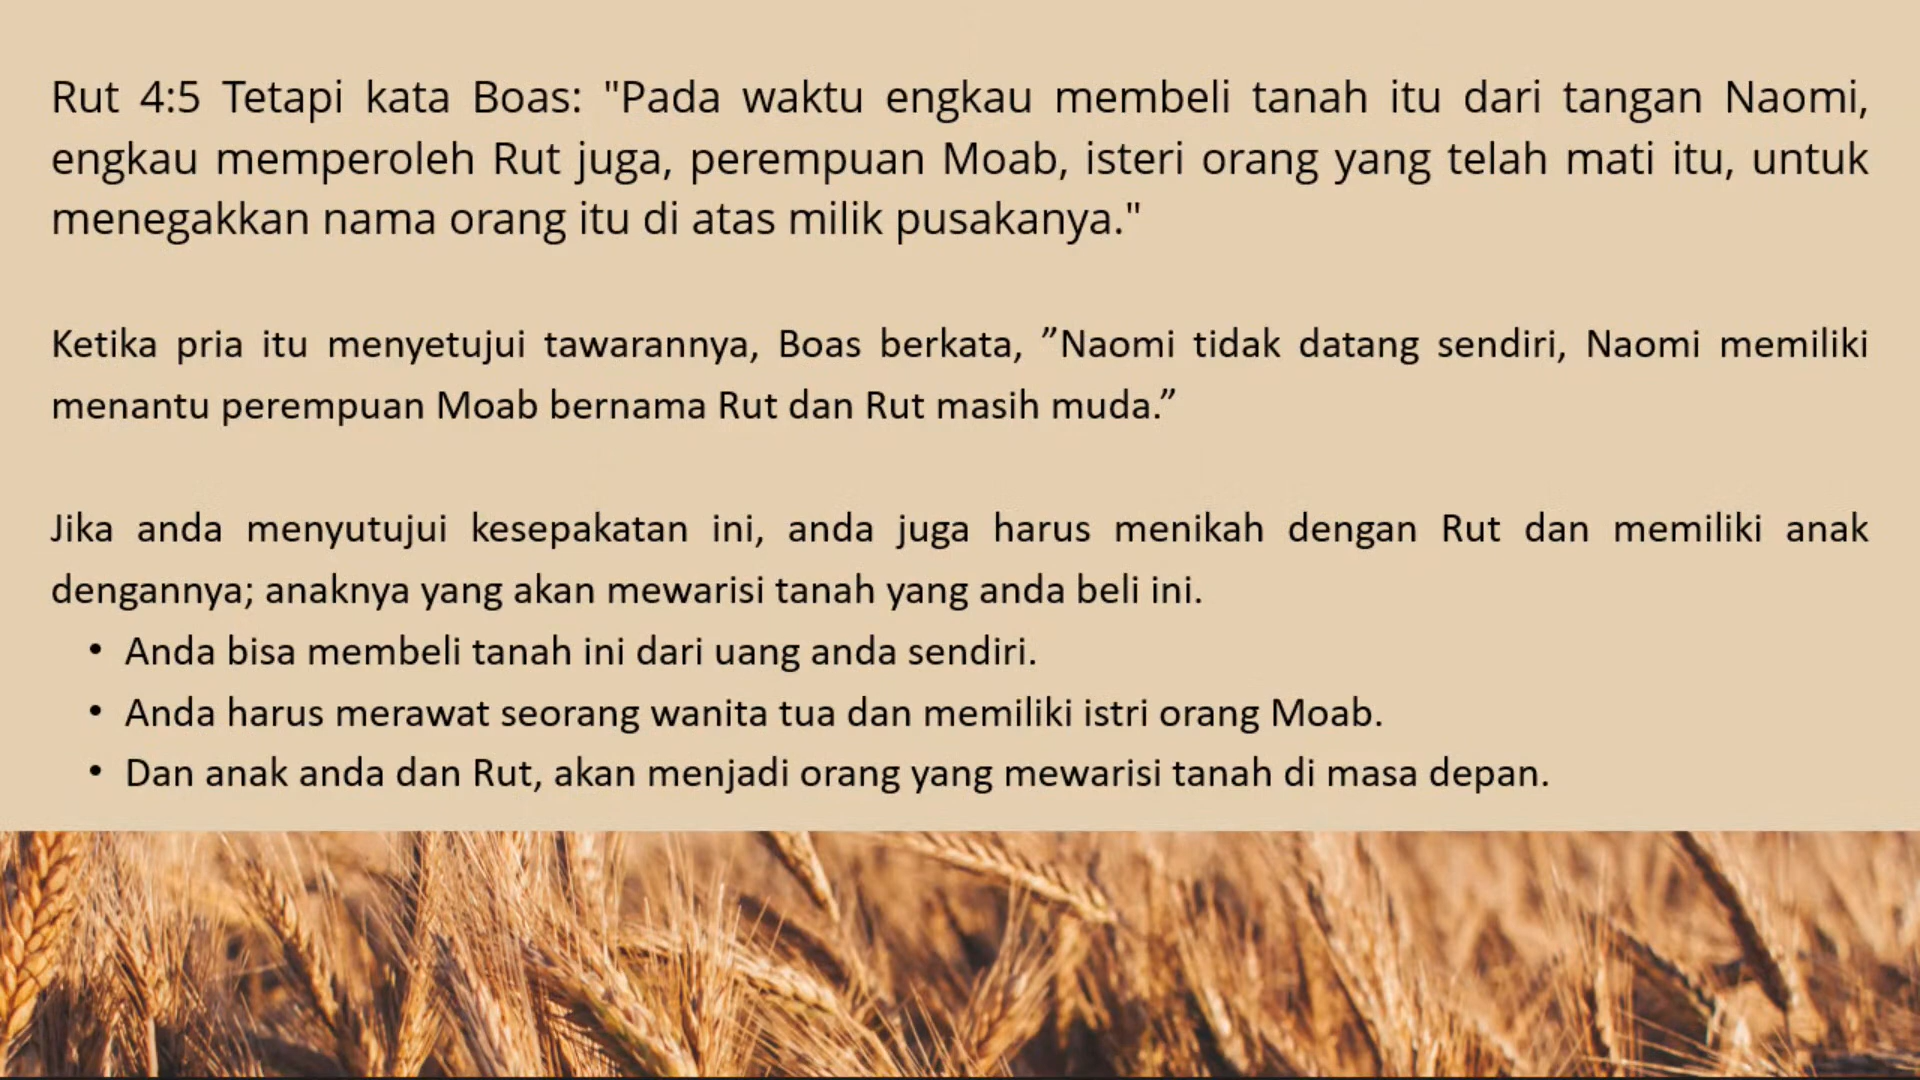 Rut 4:5 Tetapi kata Boas: "Pada waktu engkau membeli tanah itu dari tangan Naomi,
engkau memperoleh Rut juga, perempuan Moab, isteri orang yang telah mati itu, untuk
menegakkan nama orang itu di atas milik pusakanya."
Ketika pria itu menyetujui tawarannya, Boas berkata, ”Naomi tidak datang sendiri, Naomi memiliki
menantu perempuan Moab bernama Rut dan Rut masih muda.”
Jika anda menyutujui kesepakatan ini, anda juga harus menikah dengan Rut dan memiliki anak
dengannya; anaknya yang akan mewarisi tanah yang anda beli ini.
• Anda bisa membeli tanah ini dari uang anda sendiri.
• Anda harus merawat seorang wanita tua dan memiliki istri orang Moab.
• Dan anak anda dan Rut, akan menjadi orang yang mewarisi tanah di masa depan.